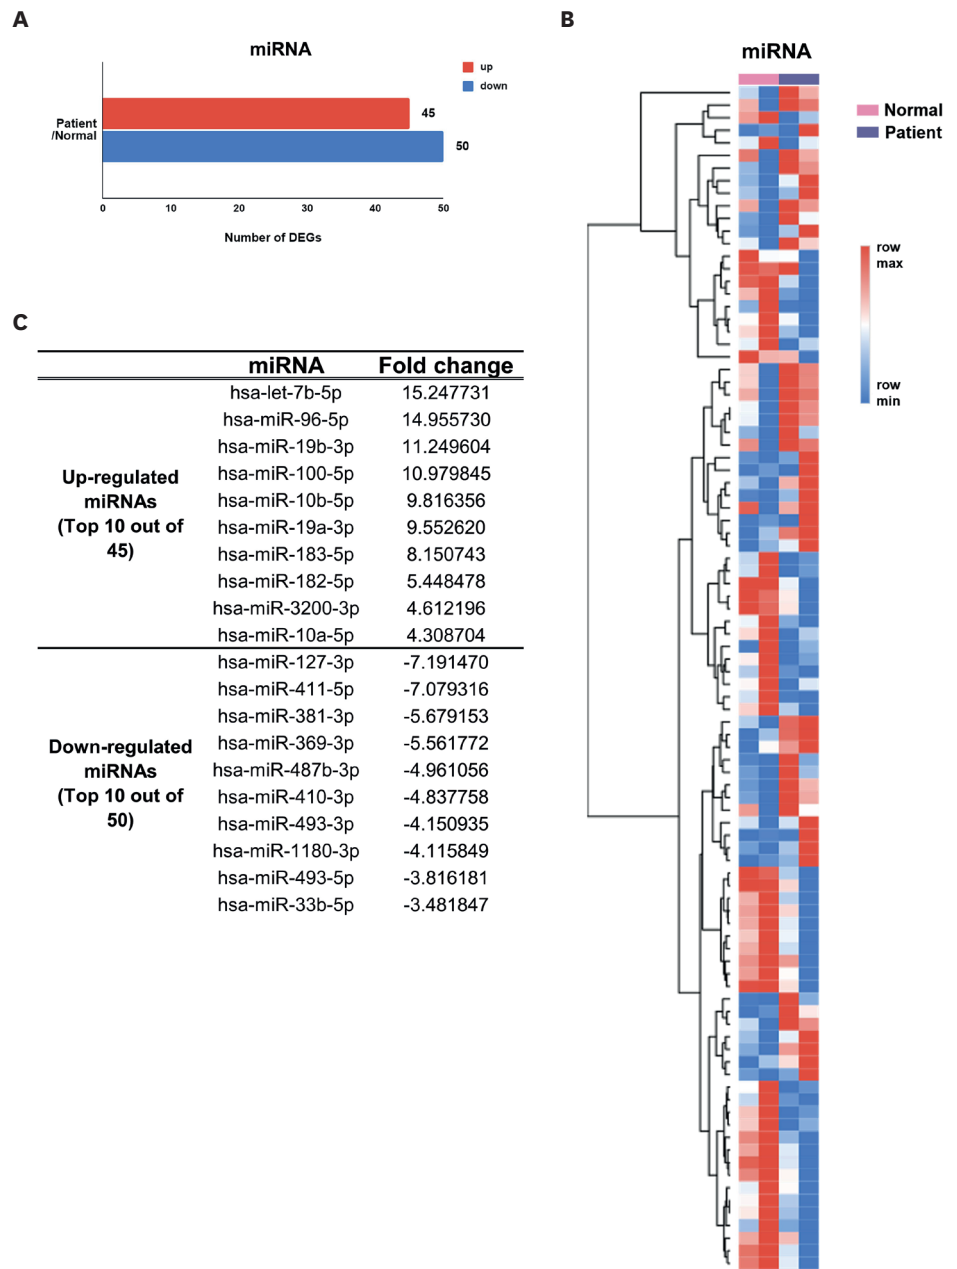 A
miRNA
up
down
Patient
/Normal
45
50
0 10 20 30 40 50
Number of DEGs
B
miRNA
Normal
Patient
row
max
row
min
C
miRNA Fold change
Up-regulated
miRNAs
(Top 10 out of
45)
hsa-let-7b-5p 15.247731
hsa-miR-96-5p 14.955730
hsa-miR-19b-3p 11.249604
hsa-miR-100-5p 10.979845
hsa-miR-10b-5p 9.816356
hsa-miR-19a-3p 9.552620
hsa-miR-183-5p 8.150743
hsa-miR-182-5p 5.448478
hsa-miR-3200-3p 4.612196
hsa-miR-10a-5p 4.308704
Down-regulated
miRNAs
(Top 10 out of
50)
hsa-miR-127-3p -7.191470
hsa-miR-411-5p -7.079316
hsa-miR-381-3p -5.679153
hsa-miR-369-3p -5.561772
hsa-miR-487b-3p -4.961056
hsa-miR-410-3p -4.837758
hsa-miR-493-3p -4.150935
hsa-miR-1180-3p -4.115849
hsa-miR-493-5p -3.816181
hsa-miR-33b-5p -3.481847